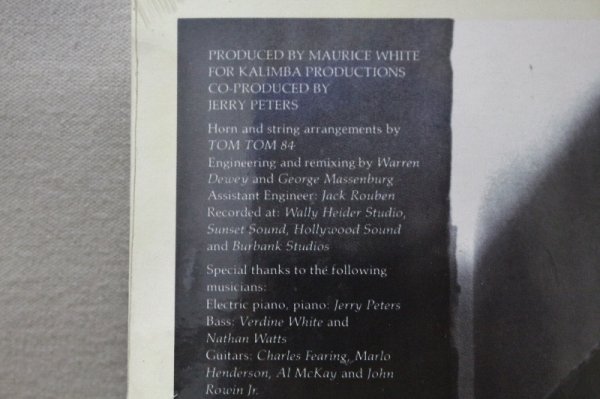 PRODUCED BY MAURICE WHITE
FOR KALIMBA PRODUCTIONS
CO-PRODUCED BY
JERRY PETERS
Horn and string arrangements by
TOM TOM 84
Engineering and remixing by Warren
Dewey and George Massenburg
Assistant Engineer: Jack Rouben
Recorded at: Wally Heider Studio,
Sunset Sound, Hollywood Sound
and Burbank Studios
Special thanks to the following
musicians:
Electric piano, piano: Jerry Peters
Bass: Verdine White and
Nathan Watts
Guitars: Charles Fearing, Marlo
Henderson, Al McKay and John
Rowin Jr.